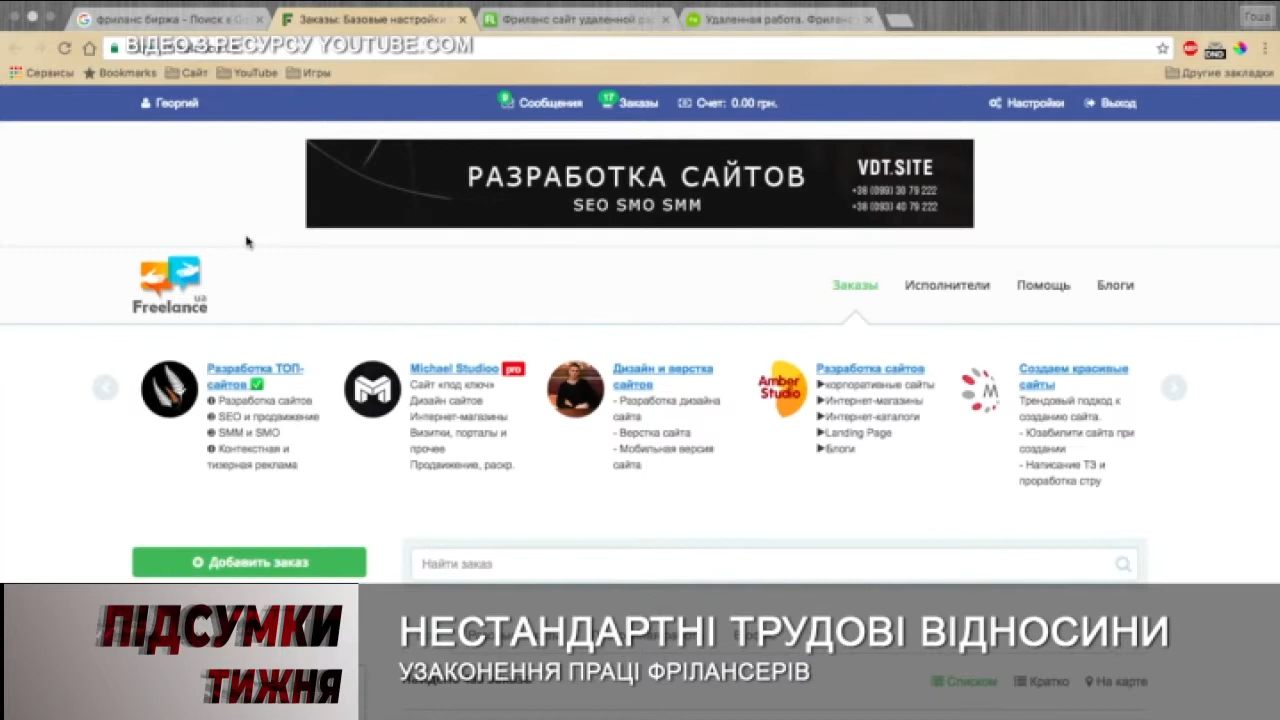 фриланс биржа - Поиск в
Заказы: Базовые настройки
Фриланс сайт удаленной
Удаленная работа. Фриланс
Гоша
ВІДЕО З РЕСУРСУ YOUTUBE.COM
Сервисы Bookmarks Сайт YouTube Игры Другие закладки
Георгий Сообщения 17 Заказы Счет: 0.00 грн. Настройки Выход
РАЗРАБОТКА САЙТОВ
SEO SMO SMM
VDT.SITE
+38 (099) 30 79 222
+38 (093) 40 79 222
Freelance ua
Заказы Исполнители Помощь Блоги
Разработка ТОП-
сайтов
Разработка сайтов
SEO и продвижение
SMM и SMO
Контекстная и
тизерная реклама
Michael Studioo pro
Сайт «под ключ»
Дизайн сайтов
Интернет-магазины
Визитки, порталы и
прочее
Продвижение, раскр.
Дизайн и верстка
сайтов
- Разработка дизайна
сайта
- Верстка сайта
- Мобильная версия
сайта
Amber
Studio
Разработка сайтов
►корпоративные сайты
►Интернет-магазины
►Интернет-каталоги
►Landing Page
►Блоги
Создаем красивые
сайты
Трендовый подход к
созданию сайта.
- Юзабилити сайта при
создании
- Написание ТЗ и
проработка стру
Добавить заказ
Найти заказ
ПІДСУМКИ
ТИЖНЯ
НЕСТАНДАРТНІ ТРУДОВІ ВІДНОСИНИ
УЗАКОНЕННЯ ПРАЦІ ФРІЛАНСЕРІВ
Списком Кратко На карте